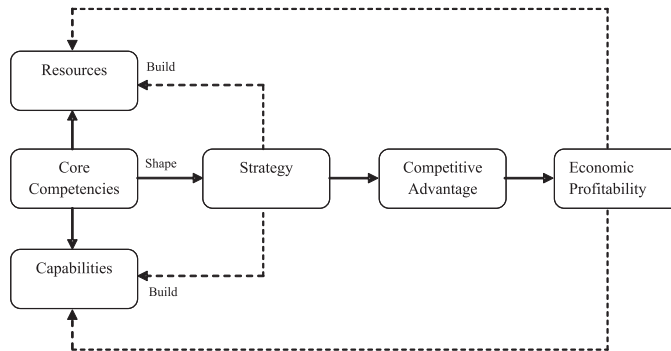 Resources
Build
Core
Competencies
Shape
Strategy
Competitive
Advantage
Economic
Profitability
Capabilities
Build